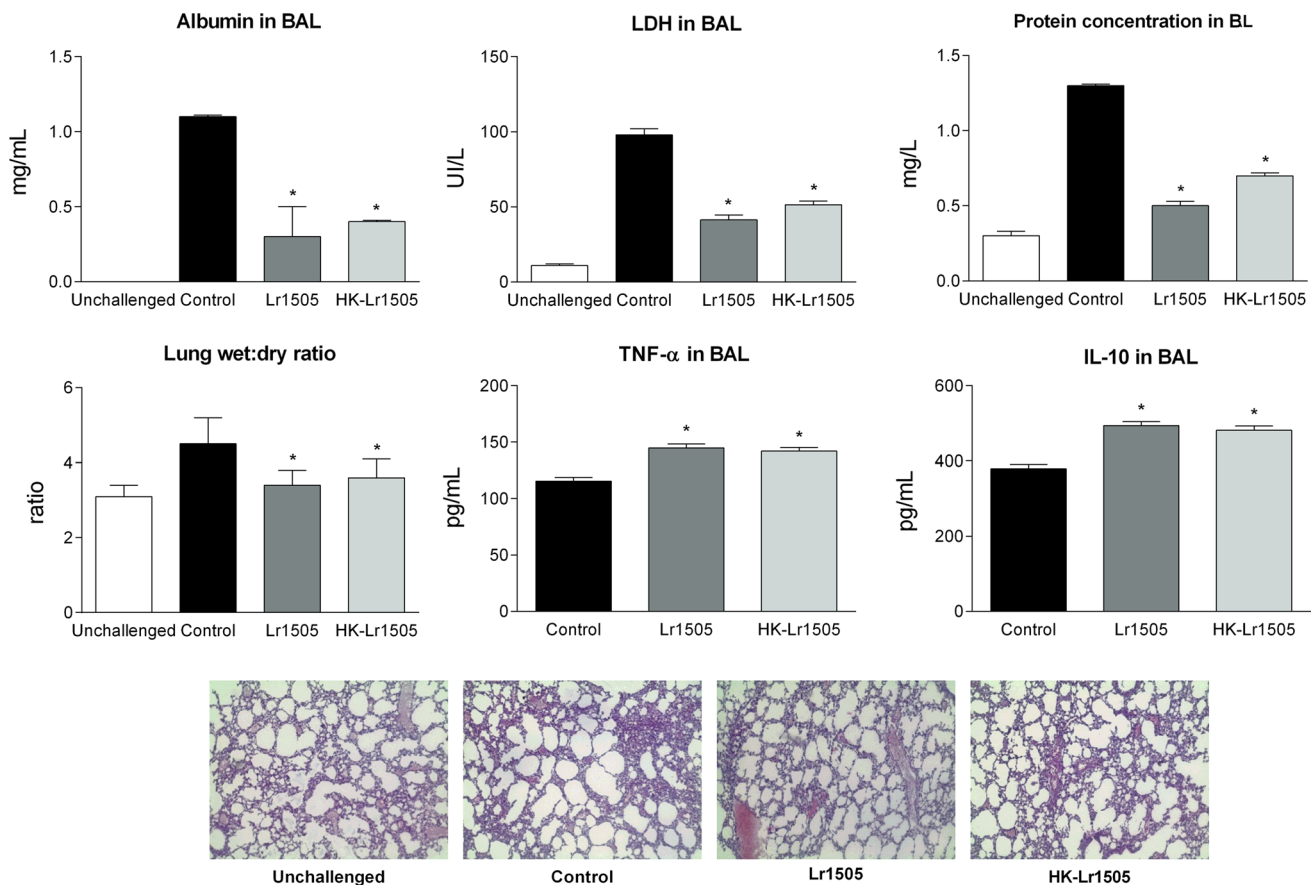 Albumin in BAL
LDH in BAL
Protein concentration in BL
1.5
1.0
0.5
0.0
mg/mL
*
*
Unchallenged Control Lr1505 HK-Lr1505
150
100
50
0
UI/L
*
*
Unchallenged Control Lr1505 HK-Lr1505
1.5
1.0
0.5
0.0
mg/L
*
*
Unchallenged Control Lr1505 HK-Lr1505
Lung wet:dry ratio
TNF-α in BAL
IL-10 in BAL
6
4
2
0
ratio
*
*
Unchallenged Control Lr1505 HK-Lr1505
200
150
100
50
0
pg/mL
*
*
Control Lr1505 HK-Lr1505
600
400
200
0
pg/mL
*
*
Control Lr1505 HK-Lr1505
Unchallenged Control Lr1505 HK-Lr1505